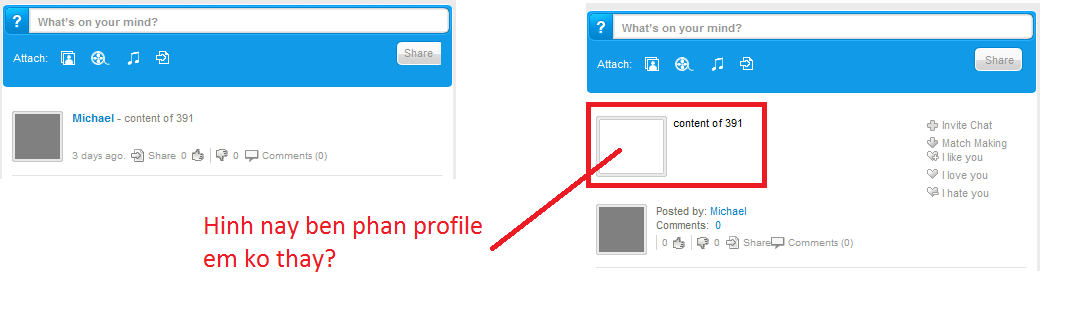 ? What's on your mind?
Attach:
Share
Michael - content of 391
3 days ago. Share 0 0 Comments (0)
? What's on your mind?
Attach:
Share
content of 391
Invite Chat
Match Making
I like you
I love you
I hate you
Posted by: Michael
Comments: 0
0 0 Share Comments (0)
Hinh nay ben phan profile
em ko thay?